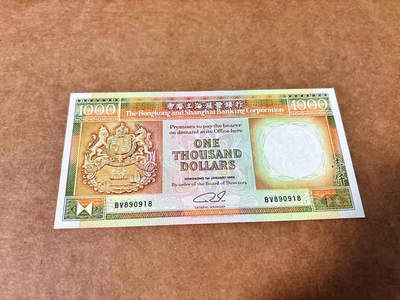 1000 香港上海滙豐銀行 1000
The Hongkong and Shanghai Banking Corporation
Promises to pay the bearer
on demand at its Office here
ONE
THOUSAND
DOLLARS
By order of the Board of Directors
BV890918 BV890918
GENERAL MANAGER